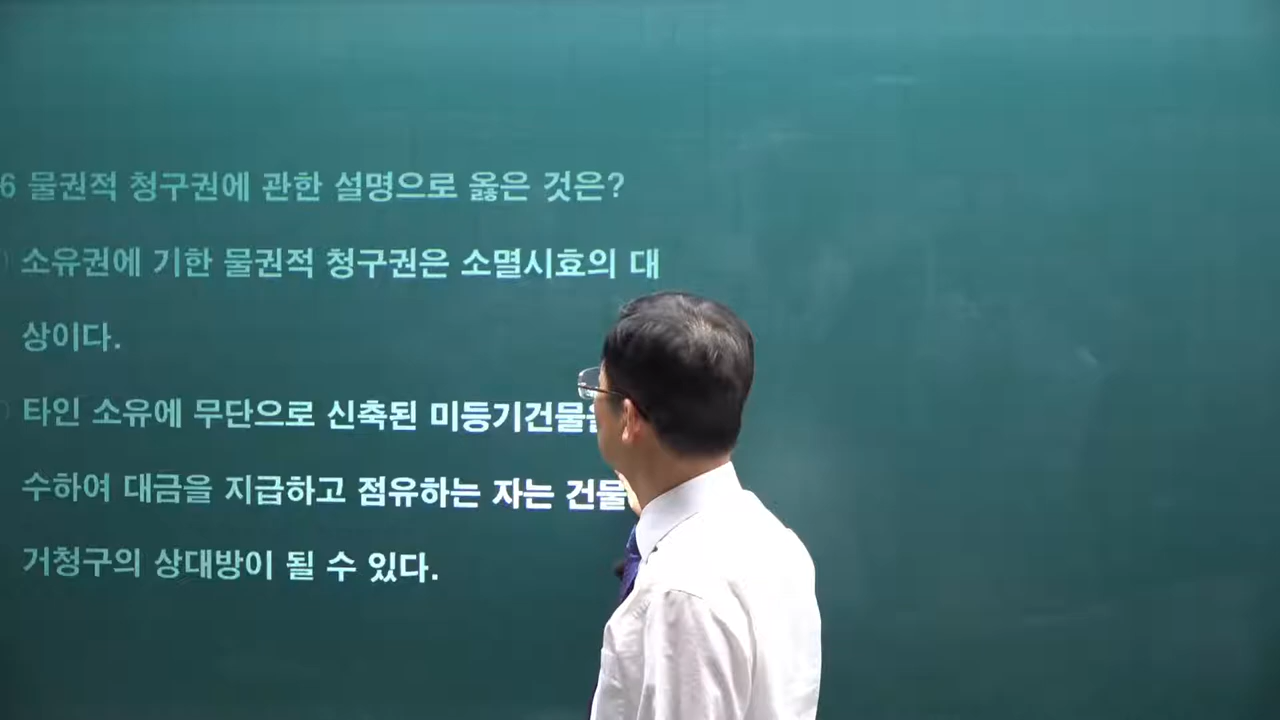 6 물권적 청구권에 관한 설명으로 옳은 것은?
소유권에 기한 물권적 청구권은 소멸시효의 대
상이다.
타인 소유에 무단으로 신축된 미등기건물을
수하여 대금을 지급하고 점유하는 자는 건물
거청구의 상대방이 될 수 있다.